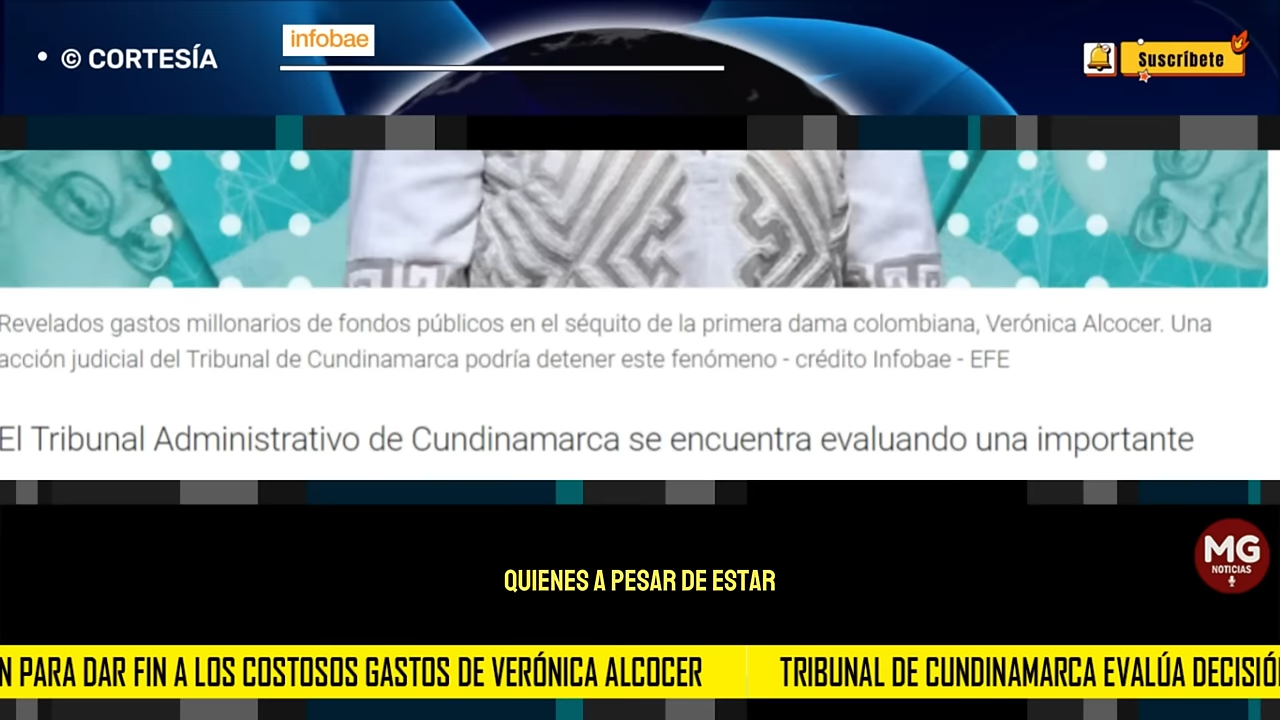 © CORTESÍA
infobae
Suscríbete
Revelados gastos millonarios de fondos públicos en el séquito de la primera dama colombiana, Verónica Alcocer. Una
acción judicial del Tribunal de Cundinamarca podría detener este fenómeno - crédito Infobae - EFE
El Tribunal Administrativo de Cundinamarca se encuentra evaluando una importante
MG
NOTICIAS
QUIENES A PESAR DE ESTAR
N PARA DAR FIN A LOS COSTOSOS GASTOS DE VERÓNICA ALCOCER TRIBUNAL DE CUNDINAMARCA EVALÚA DECISIÓ